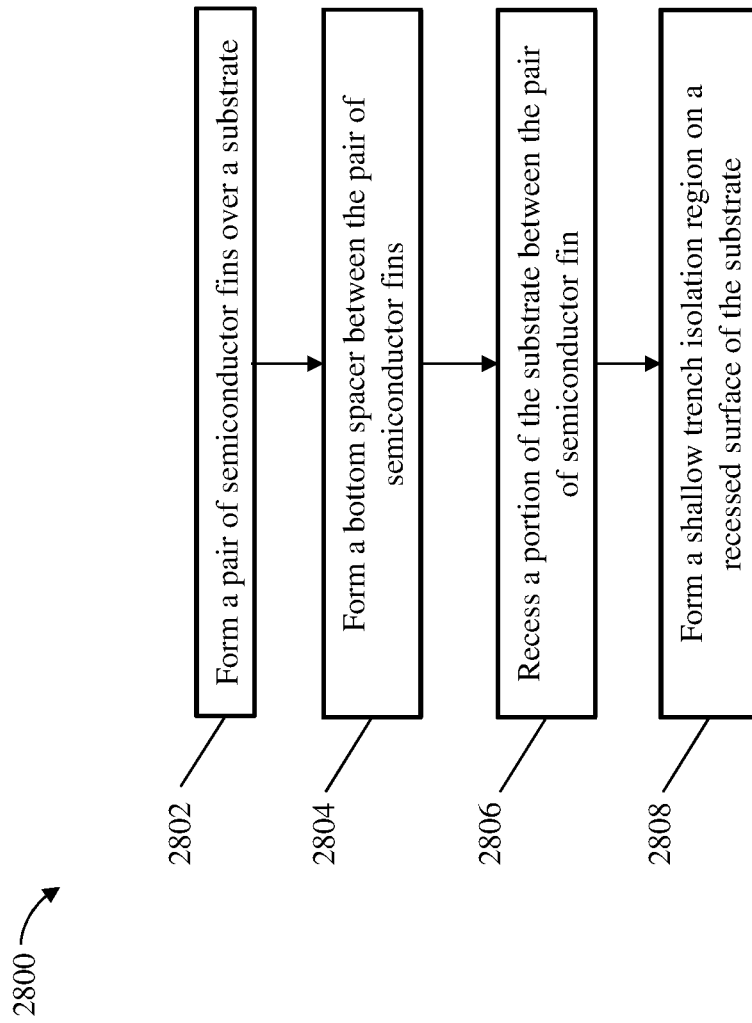 2800
2802
Form a pair of semiconductor fins over a substrate
2804
Form a bottom spacer between the pair of
semiconductor fins
2806
Recess a portion of the substrate between the pair
of semiconductor fin
2808
Form a shallow trench isolation region on a
recessed surface of the substrate